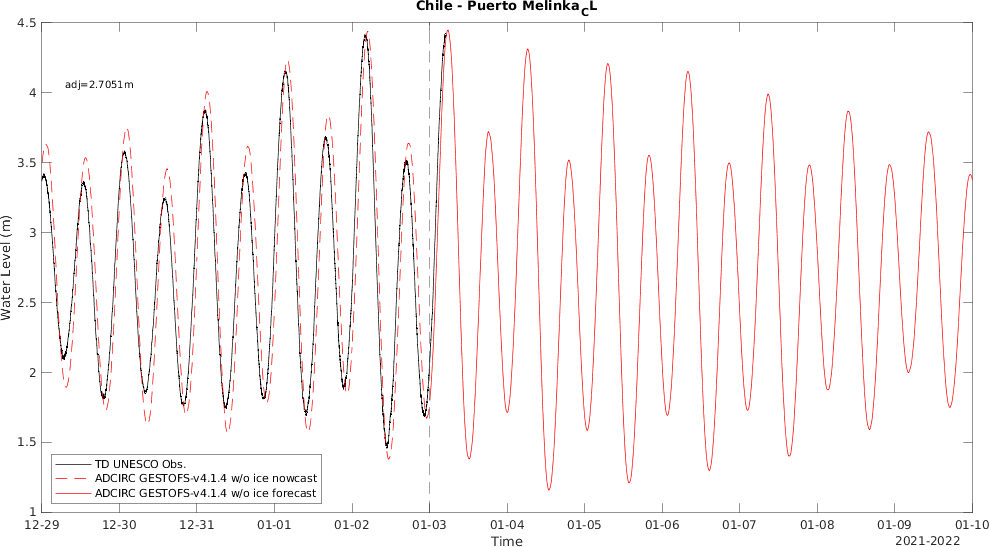 Chile - Puerto Melinka_CL
4.5
adj=2.7051m
4
3.5
3
2.5
2
1.5
1
Water Level (m)
TD UNESCO Obs.
ADCIRC GESTOFS-v4.1.4 w/o ice nowcast
ADCIRC GESTOFS-v4.1.4 w/o ice forecast
12-29 12-30 12-31 01-01 01-02 01-03 01-04 01-05 01-06 01-07 01-08 01-09 01-10
Time
2021-2022